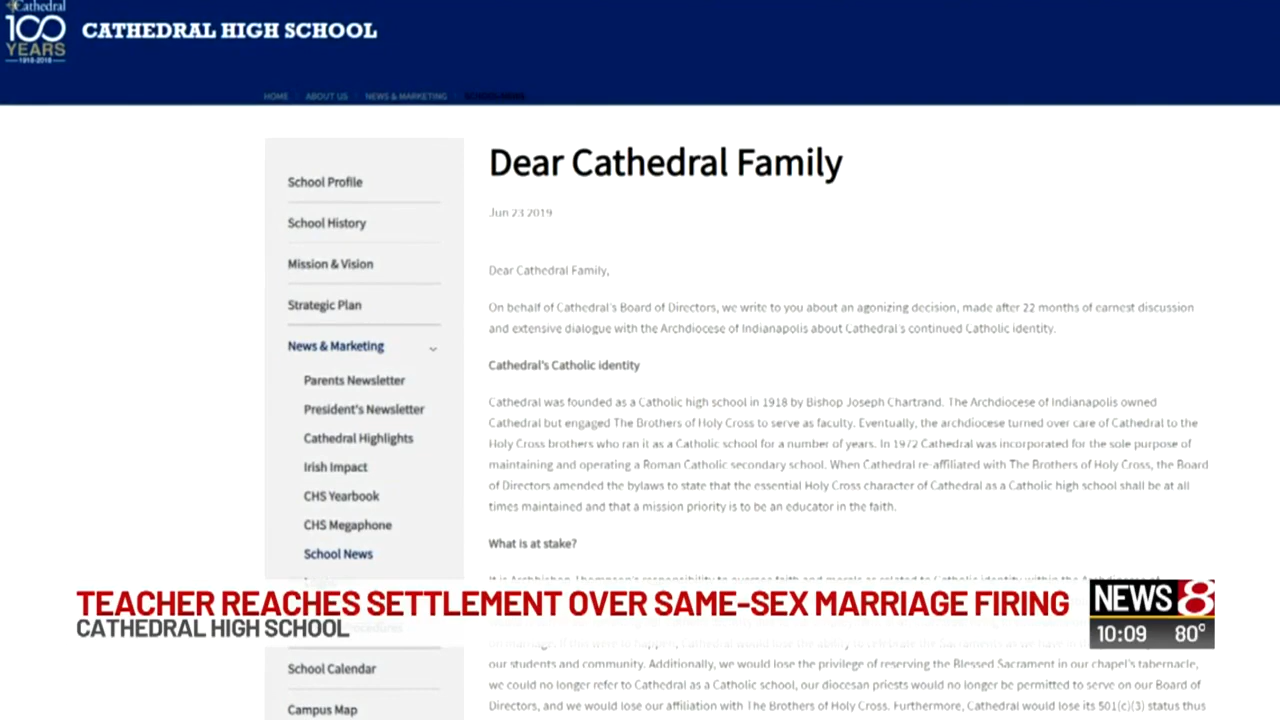 Cathedral
100
YEARS
1918-2018
CATHEDRAL HIGH SCHOOL
HOME ABOUT US NEWS & MARKETING SCHOOL NEWS
School Profile
School History
Mission & Vision
Strategic Plan
News & Marketing
Parents Newsletter
President's Newsletter
Cathedral Highlights
Irish Impact
CHS Yearbook
CHS Megaphone
School News
School Calendar
Campus Map
Dear Cathedral Family
Jun 23 2019
Dear Cathedral Family,
On behalf of Cathedral's Board of Directors, we write to you about an agonizing decision, made after 22 months of earnest discussion
and extensive dialogue with the Archdiocese of Indianapolis about Cathedral's continued Catholic identity.
Cathedral's Catholic identity
Cathedral was founded as a Catholic high school in 1918 by Bishop Joseph Chartrand. The Archdiocese of Indianapolis owned
Cathedral but engaged The Brothers of Holy Cross to serve as faculty. Eventually, the archdiocese turned over care of Cathedral to the
Holy Cross brothers who ran it as a Catholic school for a number of years. In 1972 Cathedral was incorporated for the sole purpose of
maintaining and operating a Roman Catholic secondary school. When Cathedral re-affiliated with The Brothers of Holy Cross, the Board
of Directors amended the bylaws to state that the essential Holy Cross character of Cathedral as a Catholic high school shall be at all
times maintained and that a mission priority is to be an educator in the faith.
What is at stake?
our students and community. Additionally, we would lose the privilege of reserving the Blessed Sacrament in our chapel's tabernacle,
we could no longer refer to Cathedral as a Catholic school, our diocesan priests would no longer be permitted to serve on our Board of
Directors, and we would lose our affiliation with The Brothers of Holy Cross. Furthermore, Cathedral would lose its 501(c)(3) status thus
TEACHER REACHES SETTLEMENT OVER SAME-SEX MARRIAGE FIRING
CATHEDRAL HIGH SCHOOL
NEWS 8
10:09 80°